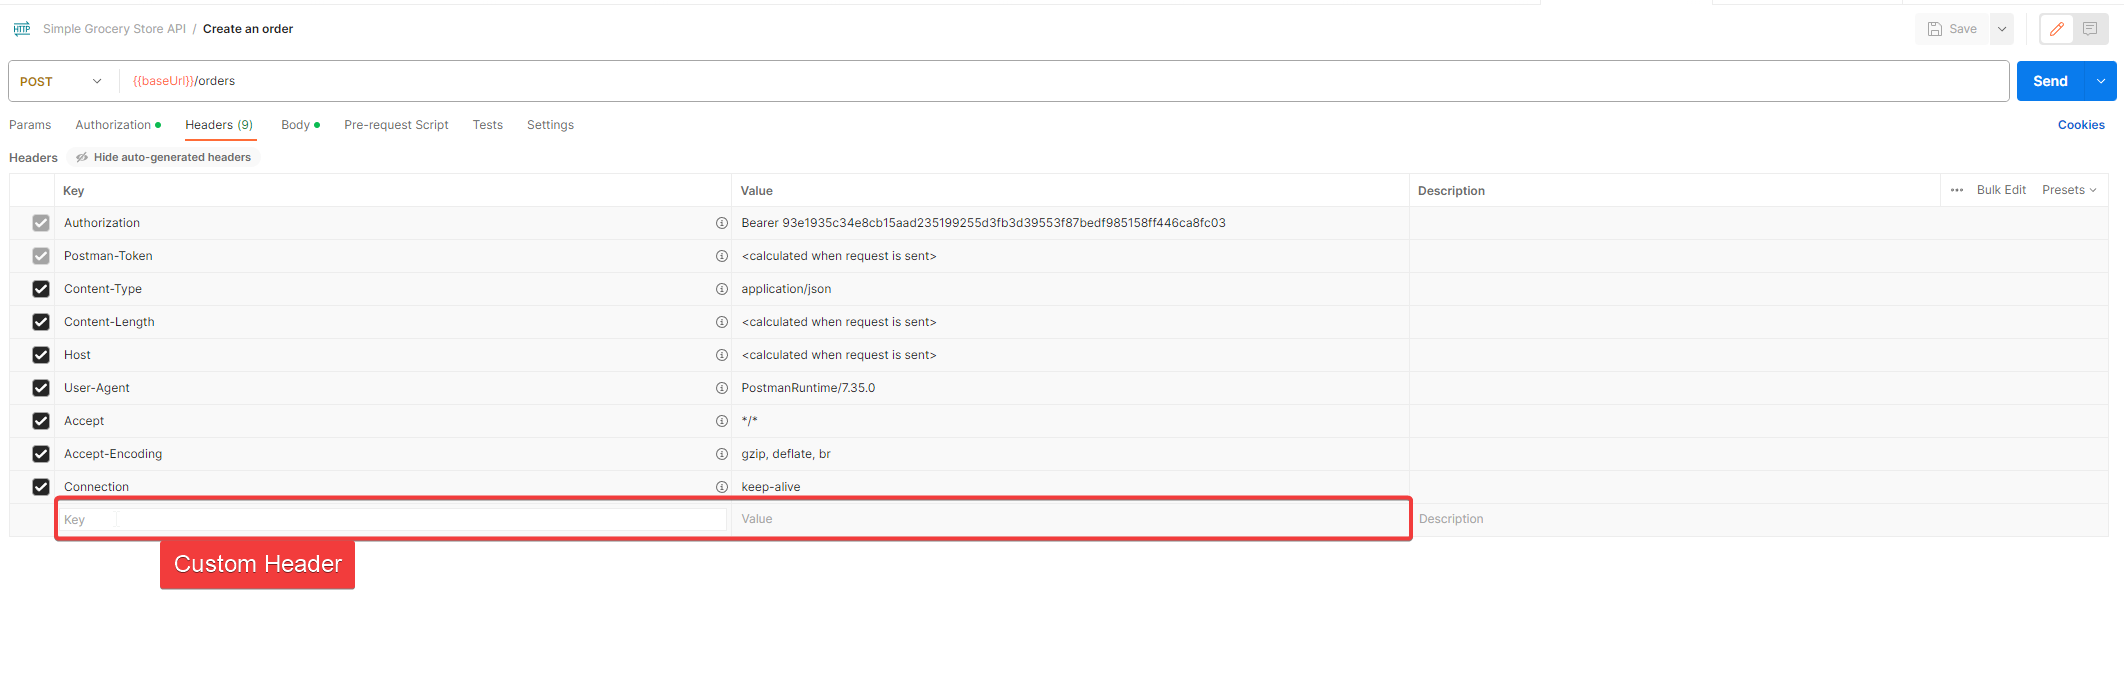 HTTP Simple Grocery Store API / Create an order Save
POST {{baseUrl}}/orders Send
Params Authorization Headers (9) Body Pre-request Script Tests Settings Cookies
Headers Hide auto-generated headers
Key Value Description ••• Bulk Edit Presets
Authorization Bearer 93e1935c34e8cb15aad235199255d3fb3d39553f87bedf985158ff446ca8fc03
Postman-Token <calculated when request is sent>
Content-Type application/json
Content-Length <calculated when request is sent>
Host <calculated when request is sent>
User-Agent PostmanRuntime/7.35.0
Accept */*
Accept-Encoding gzip, deflate, br
Connection keep-alive
Key Value Description
Custom Header